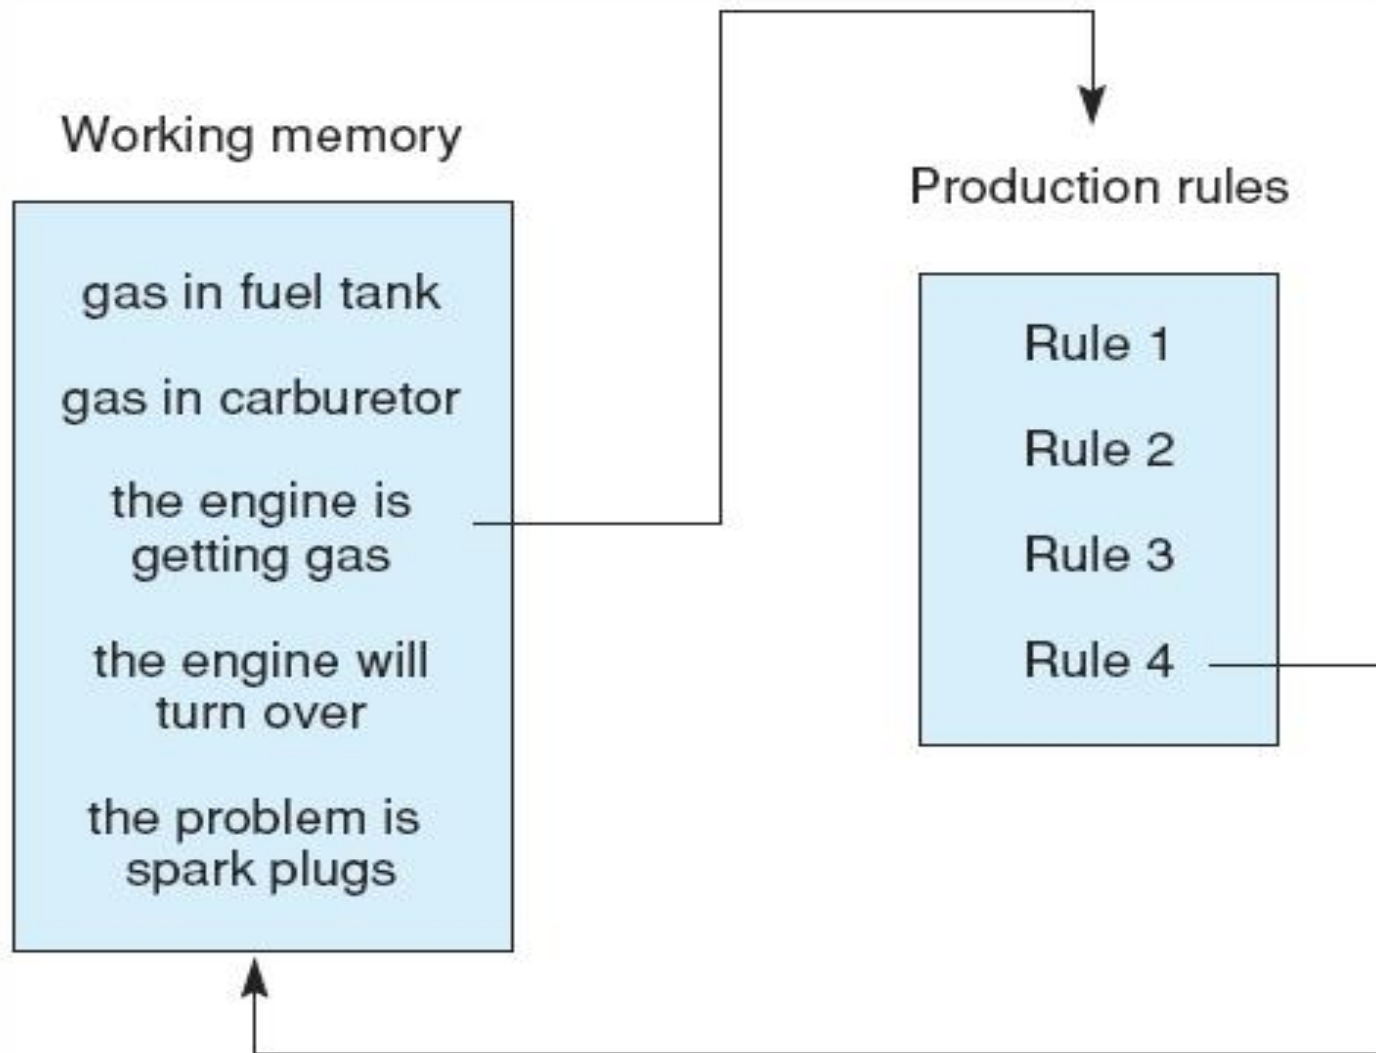 Working memory
gas in fuel tank
gas in carburetor
the engine is
getting gas
the engine will
turn over
the problem is
spark plugs
Production rules
Rule 1
Rule 2
Rule 3
Rule 4